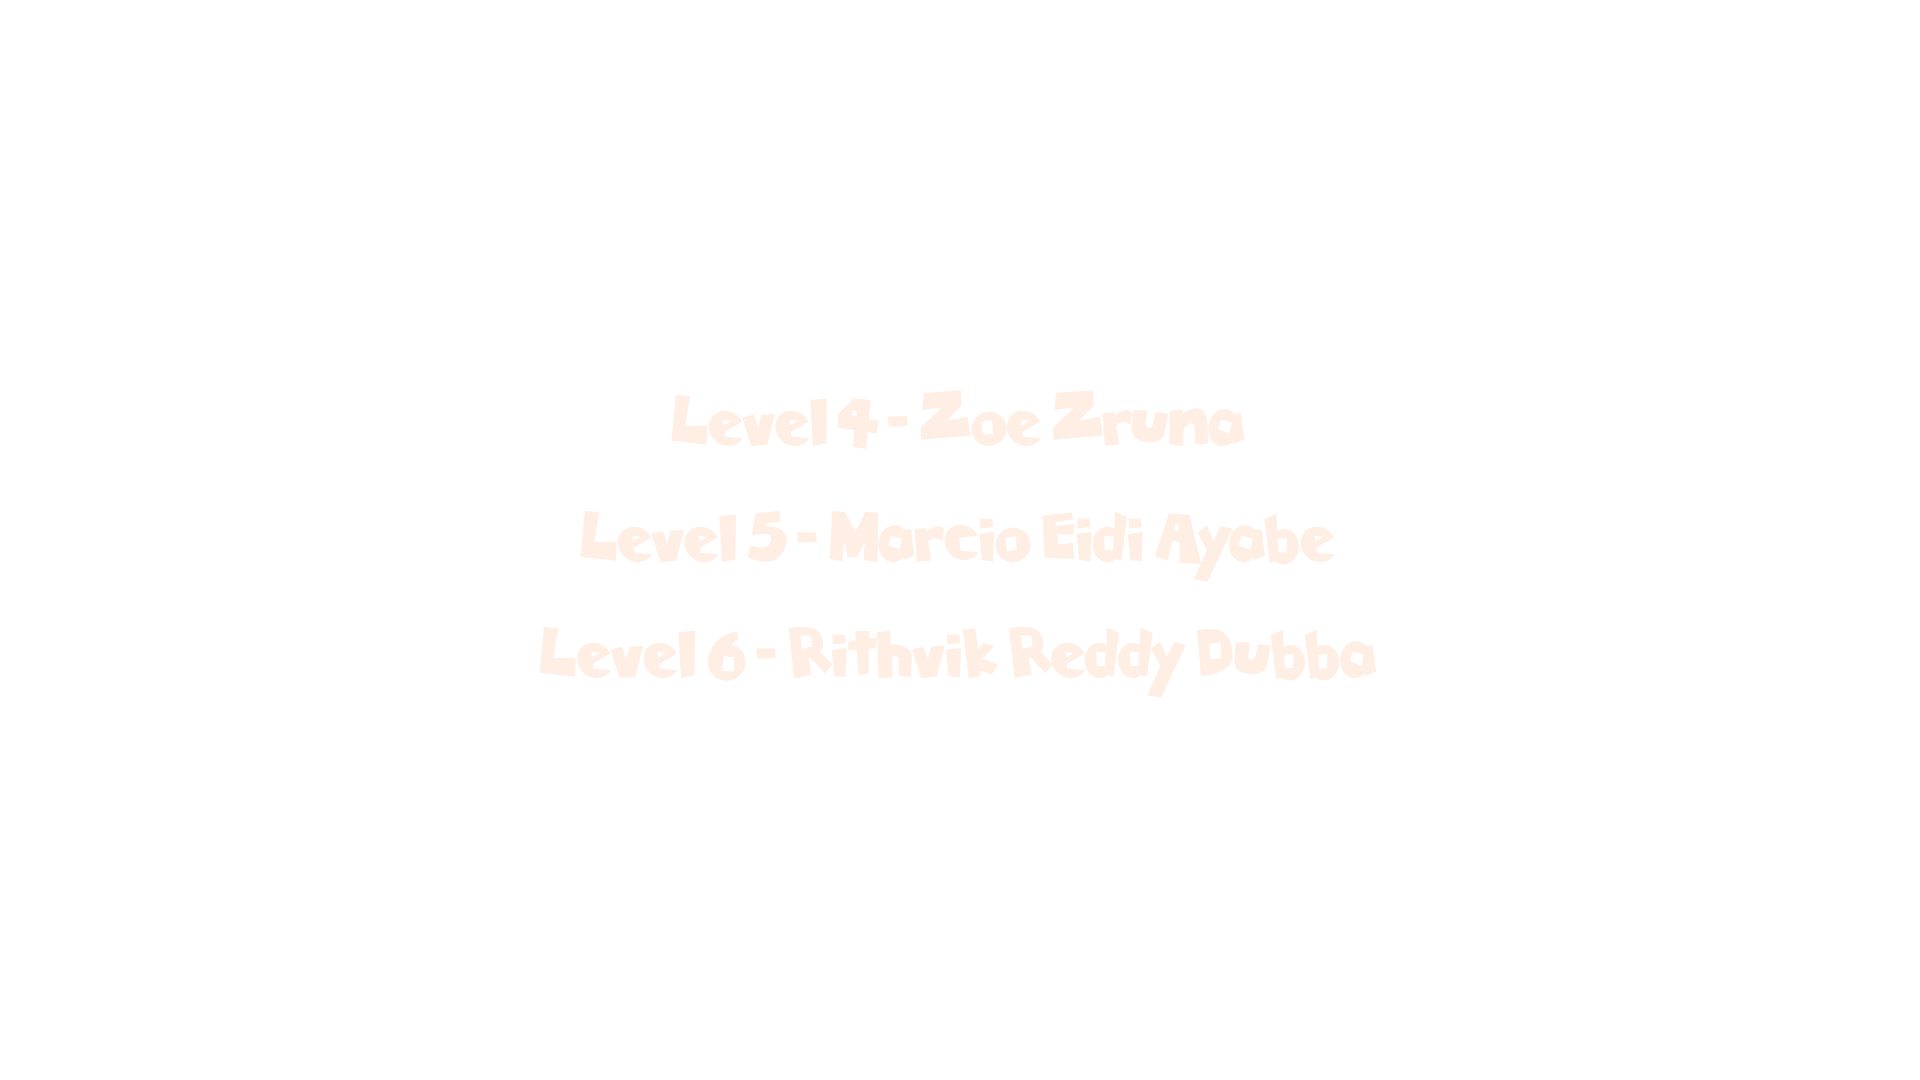 Level 4 - Zoe Zruna
Level 5 - Marcio Eidi Ayabe
Level 6 - Rithvik Reddy Dubba